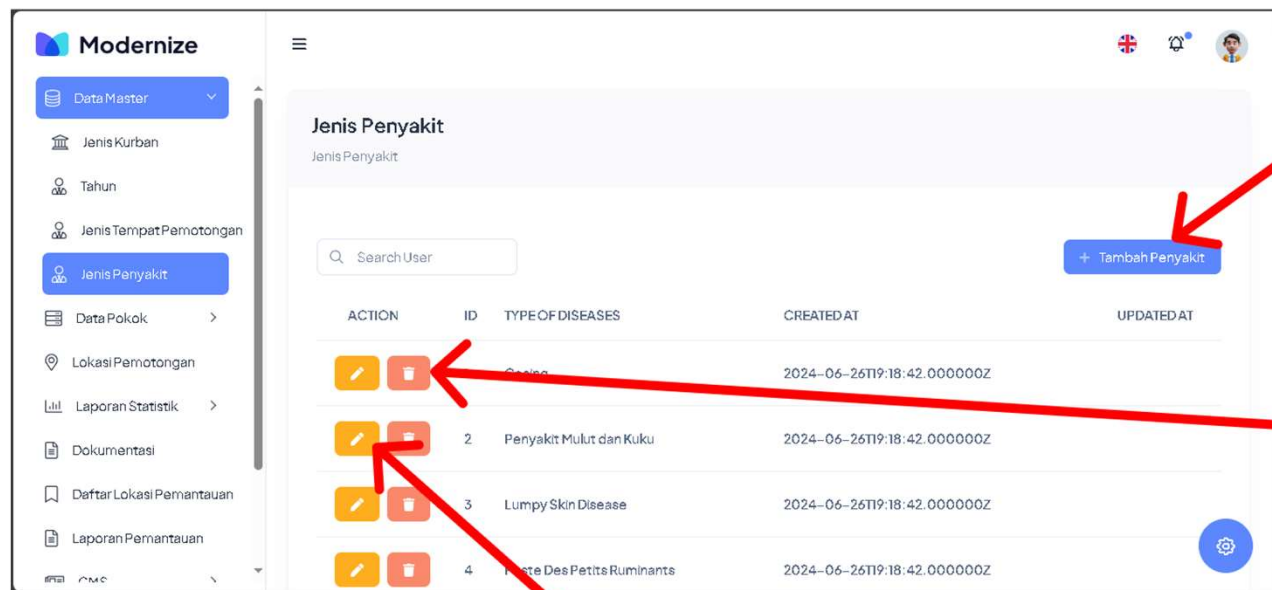 Modernize
Data Master
Jenis Kurban
Tahun
Jenis Tempat Pemotongan
Jenis Penyakit
Data Pokok
Lokasi Pemotongan
Laporan Statistik
Dokumentasi
Daftar Lokasi Pemantauan
Laporan Pemantauan
CMS
Jenis Penyakit
Jenis Penyakit
Search User
+ Tambah Penyakit
ACTION ID TYPE OF DISEASES CREATED AT UPDATED AT
2024-06-26T19:18:42.000000Z
2 Penyakit Mulut dan Kuku 2024-06-26T19:18:42.000000Z
3 Lumpy Skin Disease 2024-06-26T19:18:42.000000Z
4 Des Petits Ruminants 2024-06-26T19:18:42.000000Z